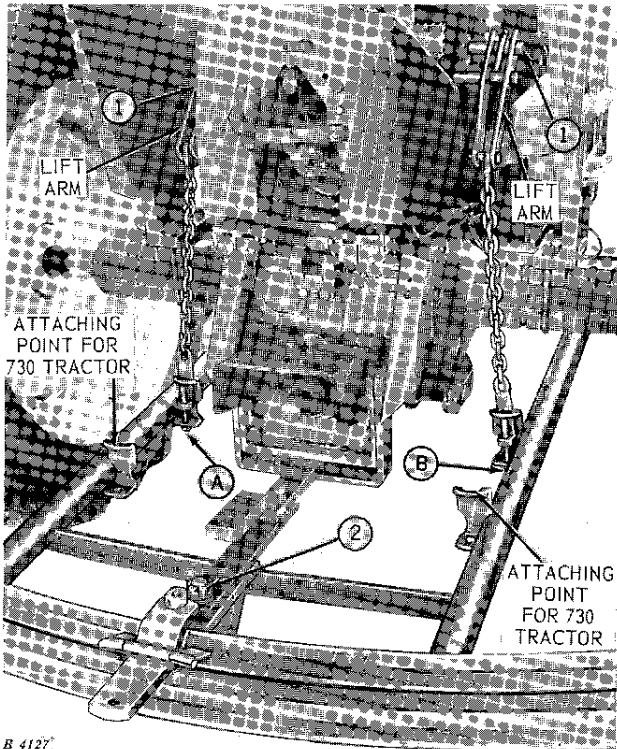 1
LIFT
ARM
1
LIFT
ARM
ATTACHING
POINT FOR
730 TRACTOR
A
B
2
ATTACHING
POINT
FOR 730
TRACTOR
B 4127